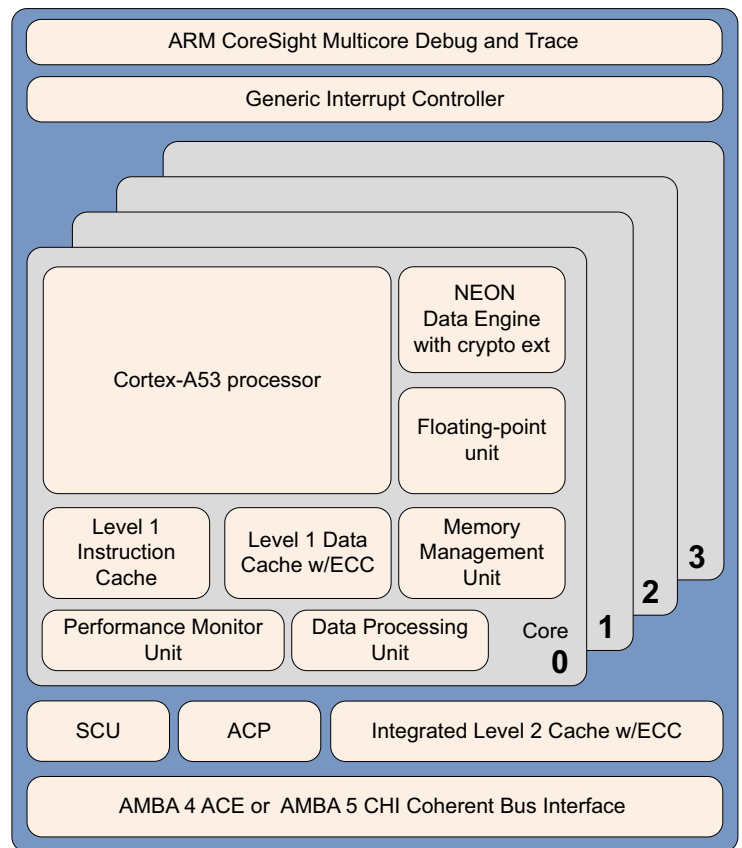 ARM CoreSight Multicore Debug and Trace
Generic Interrupt Controller
Cortex-A53 processor
NEON
Data Engine
with crypto ext
Floating-point
unit
Level 1
Instruction
Cache
Level 1 Data
Cache w/ECC
Memory
Management
Unit
Performance Monitor
Unit
Data Processing
Unit
Core
0
1
2
3
SCU
ACP
Integrated Level 2 Cache w/ECC
AMBA 4 ACE or AMBA 5 CHI Coherent Bus Interface